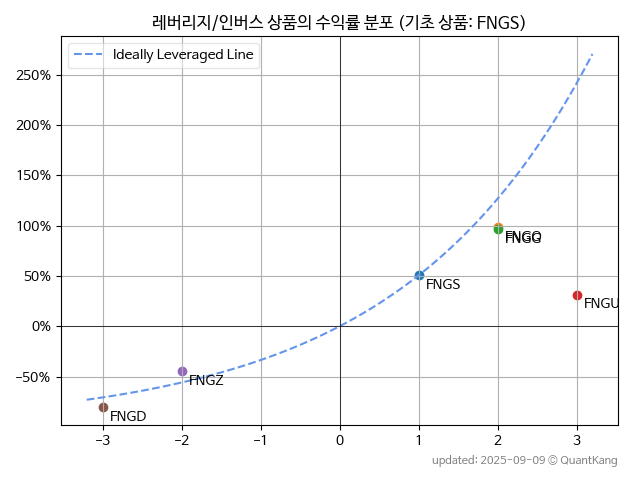 레버리지/인버스 상품의 수익률 분포 (기초 상품: FNGS)
Ideally Leveraged Line
250%
200%
150%
100%
50%
0%
−50%
FNGO
FNGG
FNGS
FNGU
FNGZ
FNGD
−3 −2 −1 0 1 2 3
updated: 2025-09-09 © QuantKang